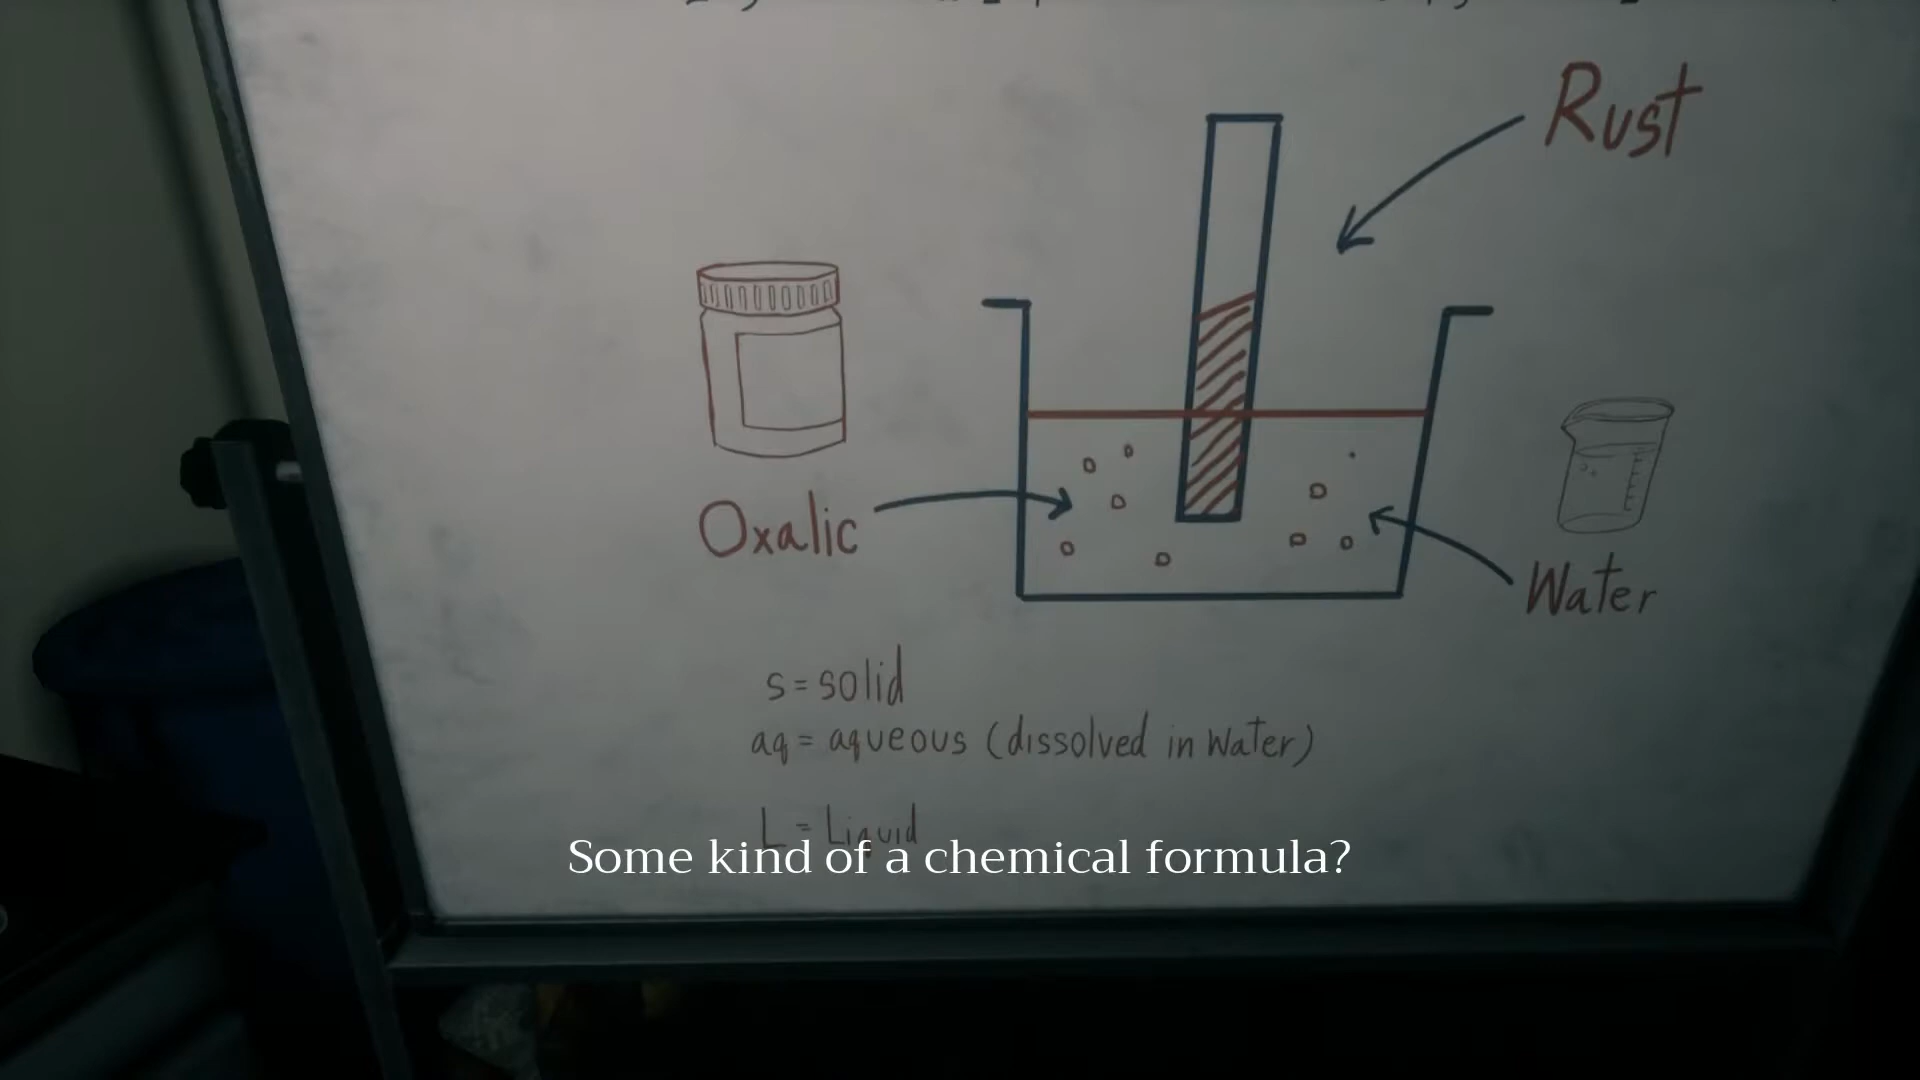 Rust
Oxalic
Water
s = solid
aq = aqueous (dissolved in water)
L = Liquid
Some kind of a chemical formula?